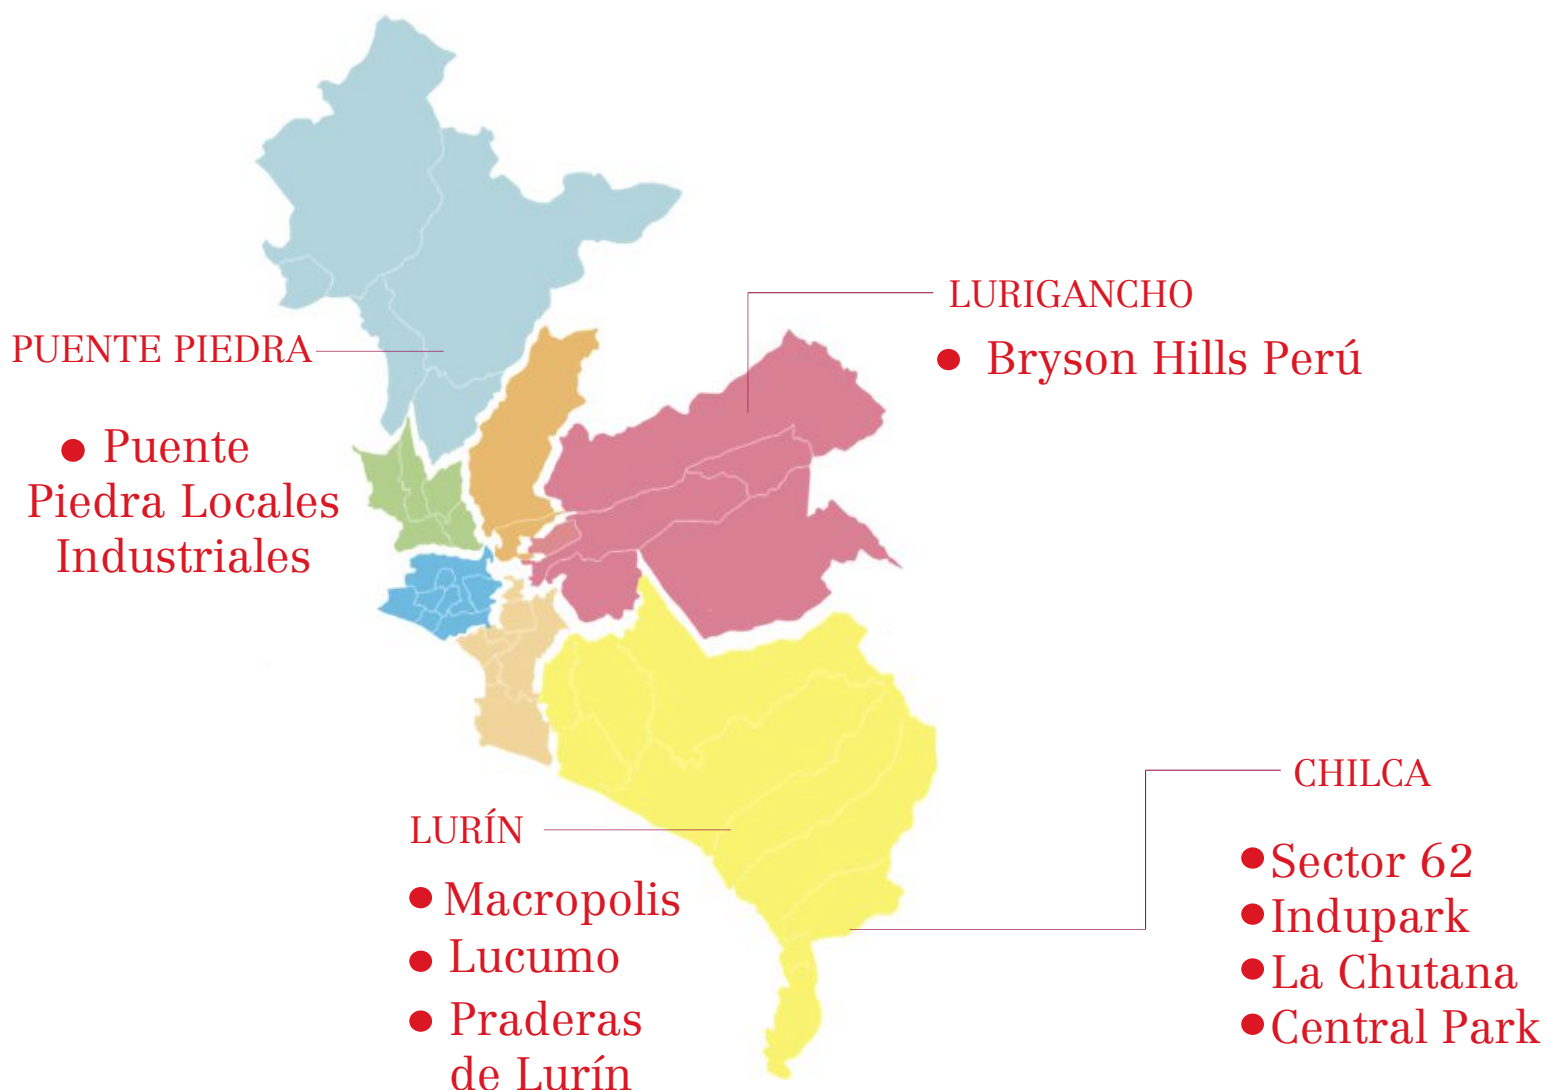 LURIGANCHO
● Bryson Hills Perú
PUENTE PIEDRA
● Puente
Piedra Locales
Industriales
CHILCA
● Sector 62
● Indupark
● La Chutana
● Central Park
LURÍN
● Macropolis
● Lucumo
● Praderas
de Lurín